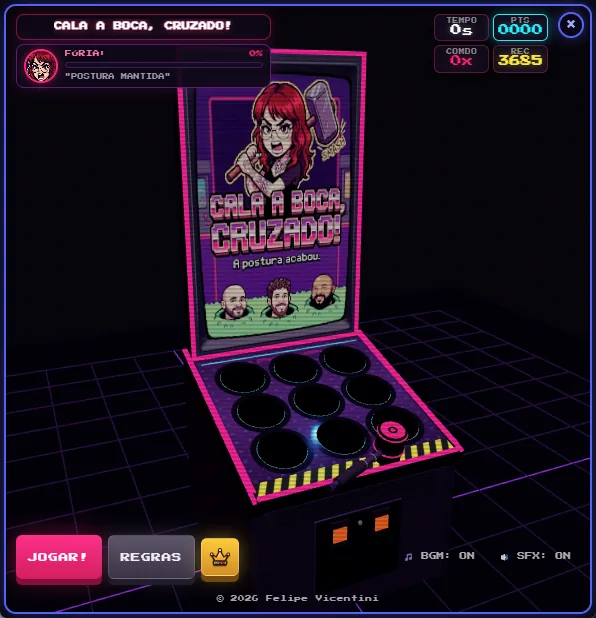 CALA A BOCA, CRUZADO!
FÚRIA: 0%
"POSTURA MANTIDA"
TEMPO
0s
PTS
0000
COMBO
0x
REC
3685
×
SMASH!
CALA A BOCA,
CRUZADO!
A postura acabou.
JOGAR!
REGRAS
BGM: ON
SFX: ON
© 2026 Felipe Vicentini